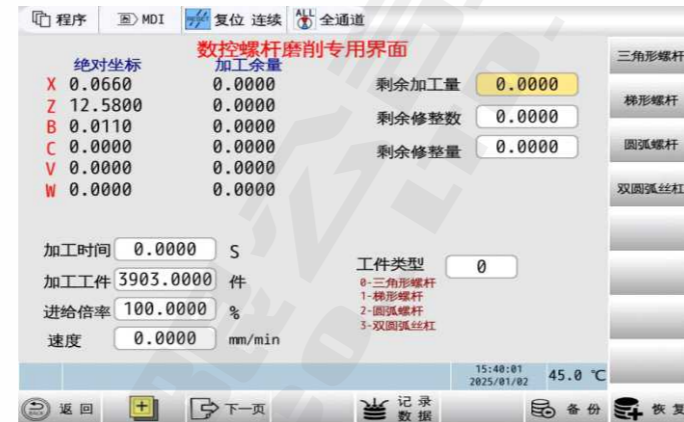 程序 MDI 复位 连续 ALL 全通道
数控螺杆磨削专用界面
绝对坐标 加工余量
X 0.0660 0.0000
Z 12.5800 0.0000
B 0.0110 0.0000
C 0.0000 0.0000
V 0.0000 0.0000
W 0.0000 0.0000
剩余加工量 0.0000
剩余修整数 0.0000
剩余修整量 0.0000
三角形螺杆
梯形螺杆
圆弧螺杆
双圆弧丝杠
加工时间 0.0000 S
加工工件 3903.0000 件
进给倍率 100.0000 %
速度 0.0000 mm/min
工件类型 0
0-三角形螺杆
1-梯形螺杆
2-圆弧螺杆
3-双圆弧丝杠
15:40:01
2025/01/02
45.0 ℃
返回 下一页 记录数据 备份 恢复